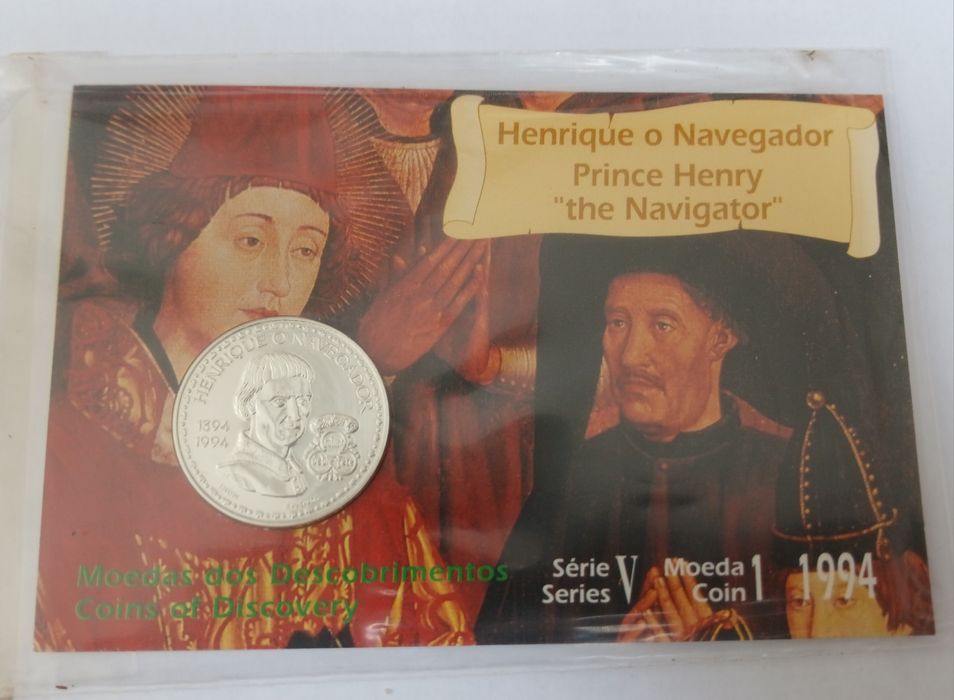 Henrique o Navegador
Prince Henry
"the Navigator"
HENRIQUE O NAVEGADOR
1394
1994
Moedas dos Descobrimentos
Coins of Discovery
Série V Moeda 1 1994
Series Coin